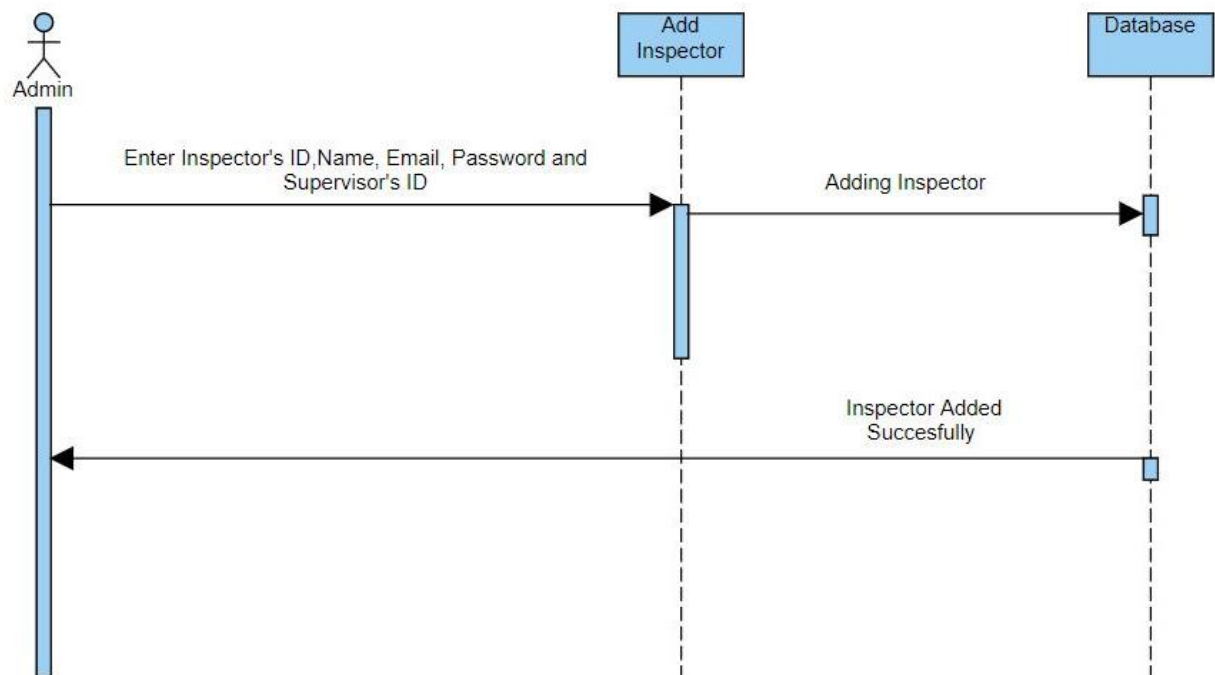 Admin
Add
Inspector
Database
Enter Inspector's ID,Name, Email, Password and
Supervisor's ID
Adding Inspector
Inspector Added
Succesfully